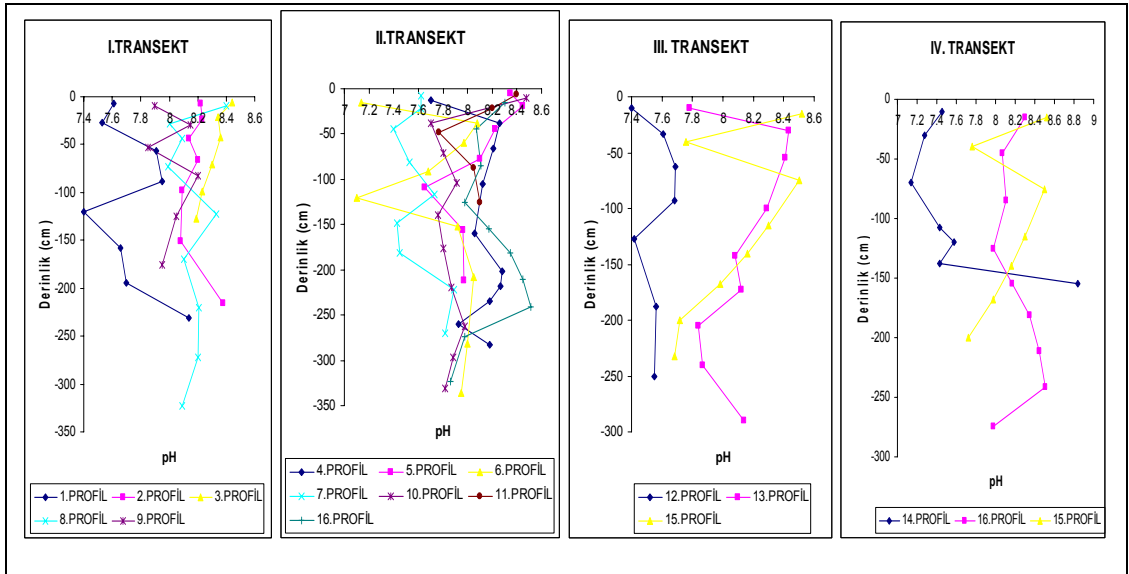 I.TRANSEKT
7.4 7.6 7.8 8 8.2 8.4 8.6
0
-50
-100
-150
-200
-250
-300
-350
Derinlik (cm)
pH
1.PROFİL 2.PROFİL 3.PROFİL
8.PROFİL 9.PROFİL
II.TRANSEKT
7 7.2 7.4 7.6 7.8 8 8.2 8.4 8.6
0
-50
-100
-150
-200
-250
-300
-350
Derinlik (cm)
pH
4.PROFİL 5.PROFİL 6.PROFİL
7.PROFİL 10.PROFİL 11.PROFİL
16.PROFİL
III. TRANSEKT
7.4 7.6 7.8 8 8.2 8.4 8.6
0
-50
-100
-150
-200
-250
-300
Derinlik (cm)
pH
12.PROFİL 13.PROFİL
15.PROFİL
IV. TRANSEKT
7 7.2 7.4 7.6 7.8 8 8.2 8.4 8.6 8.8 9
0
-50
-100
-150
-200
-250
-300
Derinlik (cm)
pH
14.PROFİL 16.PROFİL 15.PROFİL